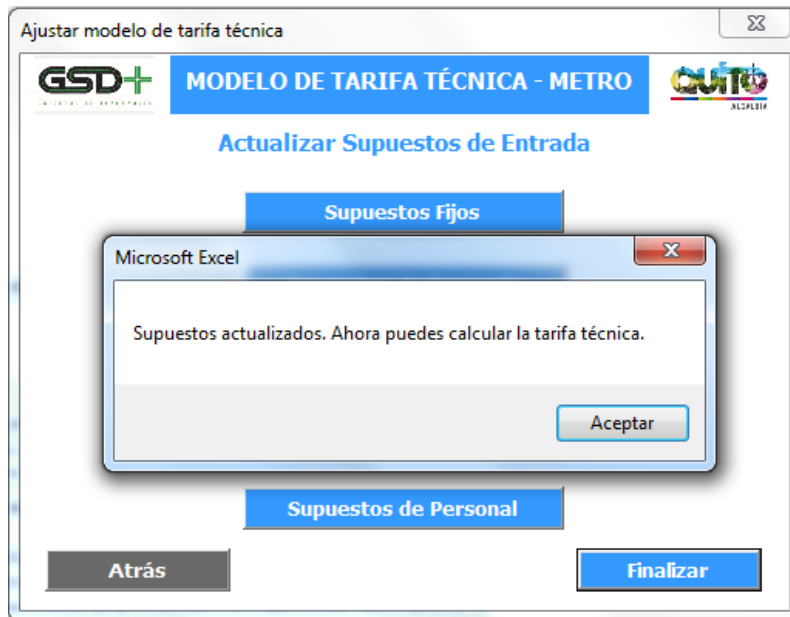 Ajustar modelo de tarifa técnica
GSD+
MODELO DE TARIFA TÉCNICA - METRO
QUITO
ALCALDÍA
Actualizar Supuestos de Entrada
Supuestos Fijos
Microsoft Excel
Supuestos actualizados. Ahora puedes calcular la tarifa técnica.
Aceptar
Supuestos de Personal
Atrás
Finalizar